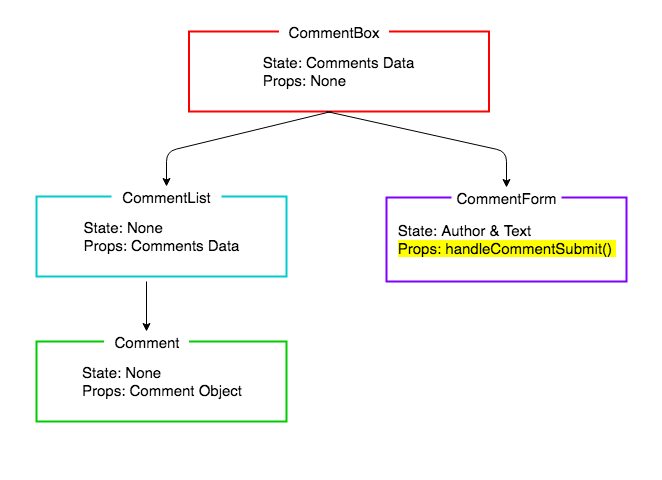 CommentBox
State: Comments Data
Props: None
CommentList
State: None
Props: Comments Data
CommentForm
State: Author & Text
Props: handleCommentSubmit()
Comment
State: None
Props: Comment Object